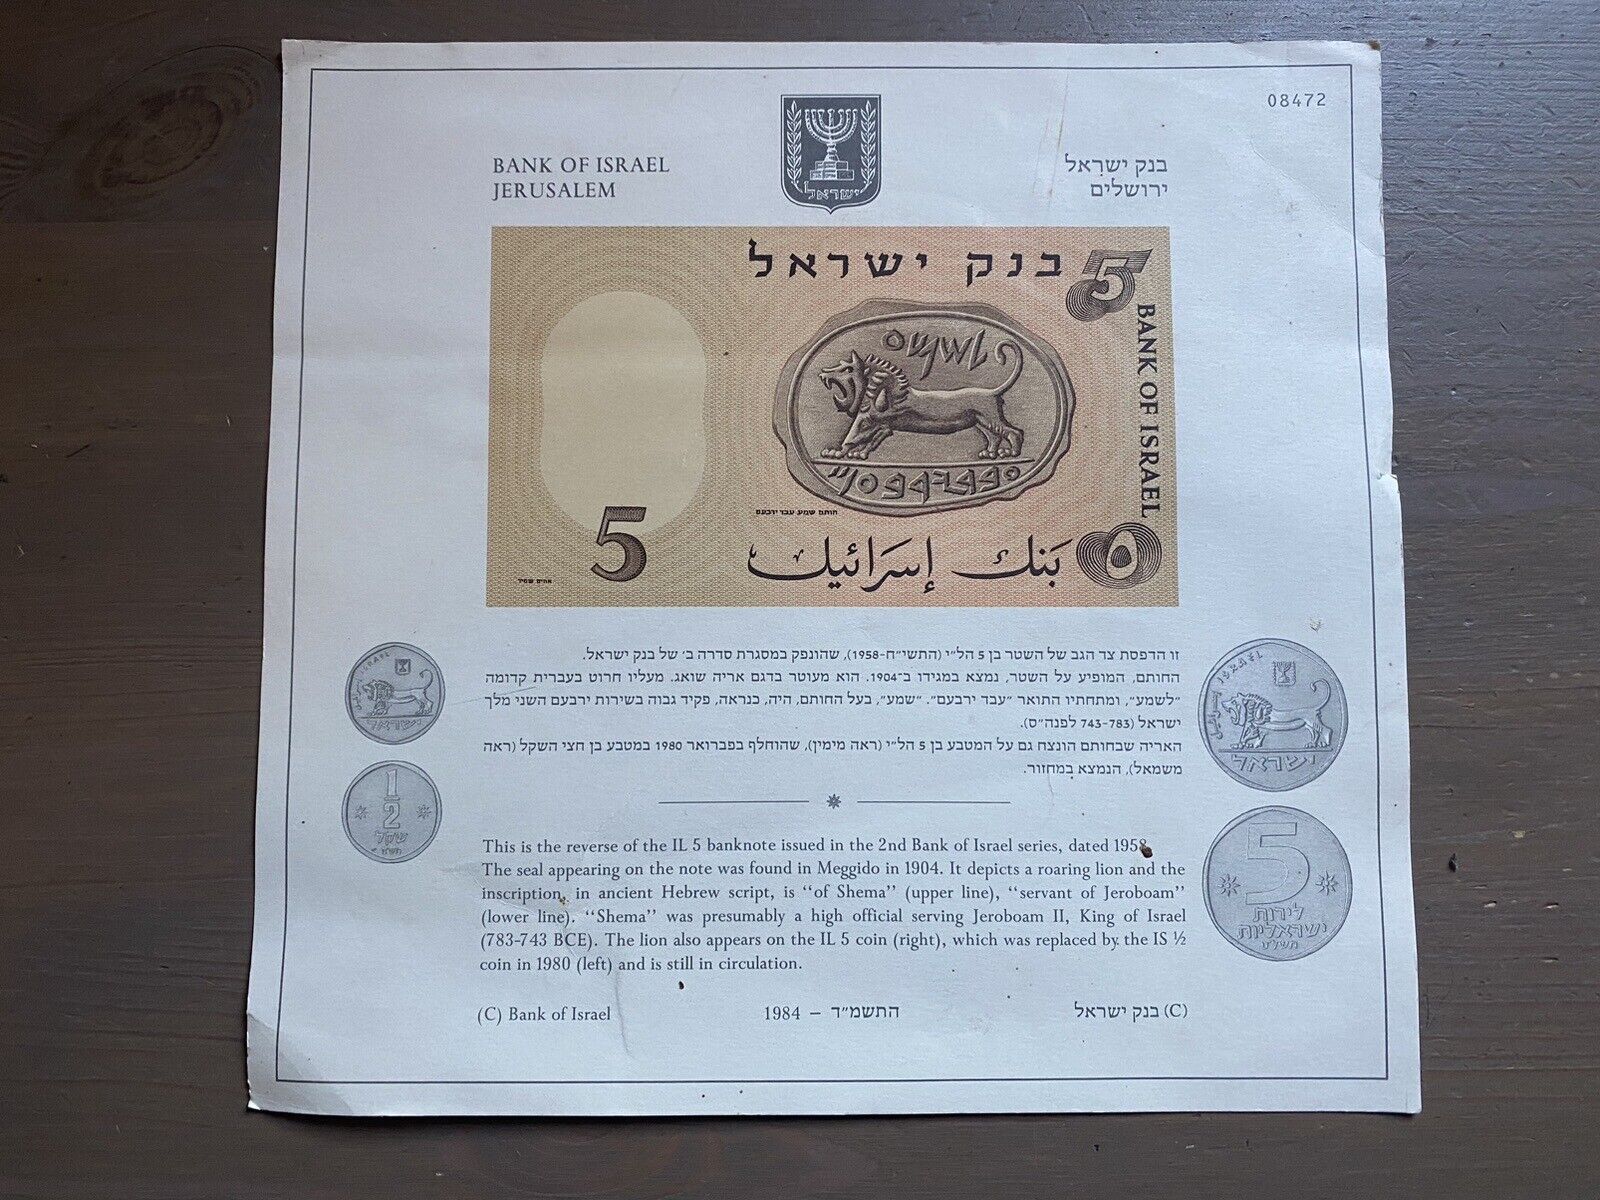 08472
BANK OF ISRAEL
JERUSALEM
ישראל
בנק ישראל
ירושלים
בנק ישראל
5
BANK OF ISRAEL
חותם שמע עבד ירבעם
5
بَنك إسرَائيل
٥
זו הדפסת צד הגב של השטר בן 5 הל״י (התשי״ח-1958), שהונפק במסגרת סדרה ב׳ של בנק ישראל.
החותם, המופיע על השטר, נמצא במגידו ב־1904. הוא מעוטר בדגם אריה שואג. מעליו חרוט בעברית קדומה
״לשמע״, ומתחתיו התואר ״עבד ירבעם״. ״שמע״, בעל החותם, היה, כנראה, פקיד גבוה בשירות ירבעם השני מלך
ישראל (743-783 לפנה״ס).
האריה שבחותם הונצח גם על המטבע בן 5 הל״י (ראה מימין), שהוחלף בפברואר 1980 במטבע בן חצי השקל (ראה
משמאל), הנמצא במחזור.
ISRAEL
ישראל
1/2
שקל
ISRAEL
ישראל
5
לירות
ישראליות
תשל״ט
This is the reverse of the IL 5 banknote issued in the 2nd Bank of Israel series, dated 1958
The seal appearing on the note was found in Meggido in 1904. It depicts a roaring lion and the
inscription, in ancient Hebrew script, is “of Shema” (upper line), “servant of Jeroboam”
(lower line). “Shema” was presumably a high official serving Jeroboam II, King of Israel
(783-743 BCE). The lion also appears on the IL 5 coin (right), which was replaced by the IS ½
coin in 1980 (left) and is still in circulation.
(C) Bank of Israel
1984 – התשמ״ד
(C) בנק ישראל